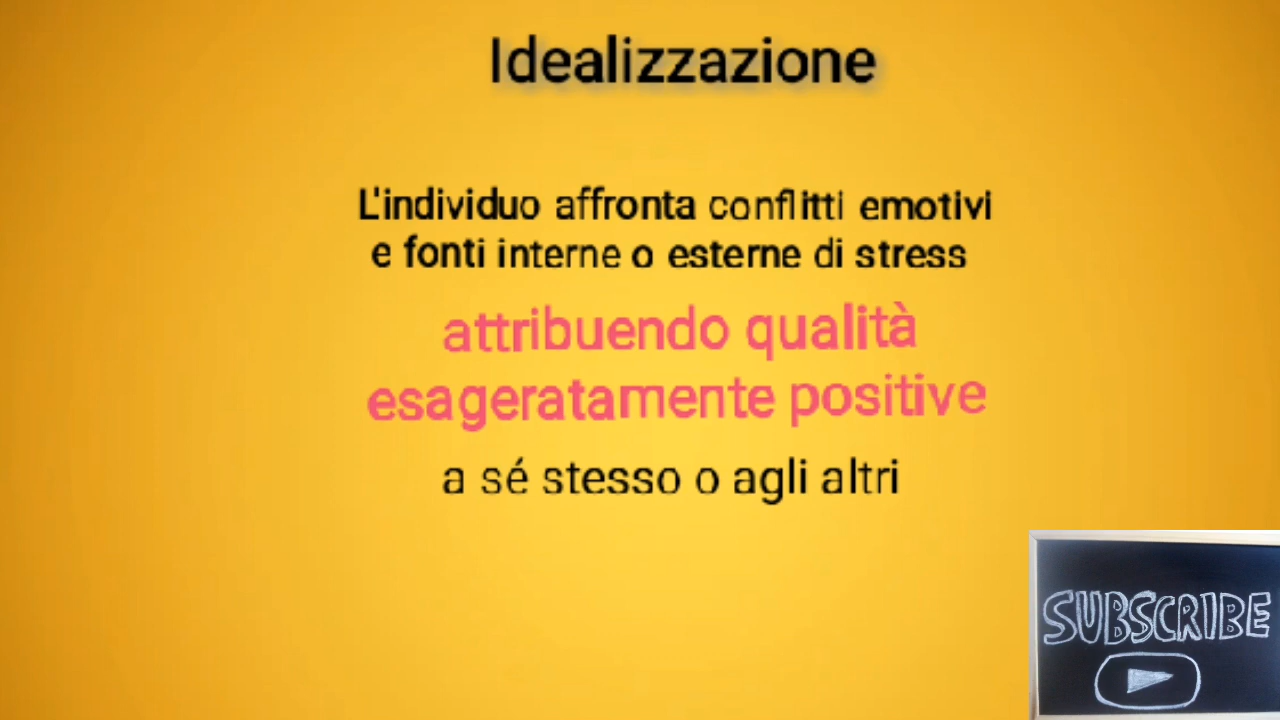 Idealizzazione
L'individuo affronta conflitti emotivi
e fonti interne o esterne di stress
attribuendo qualità
esageratamente positive
a sé stesso o agli altri
SUBSCRIBE